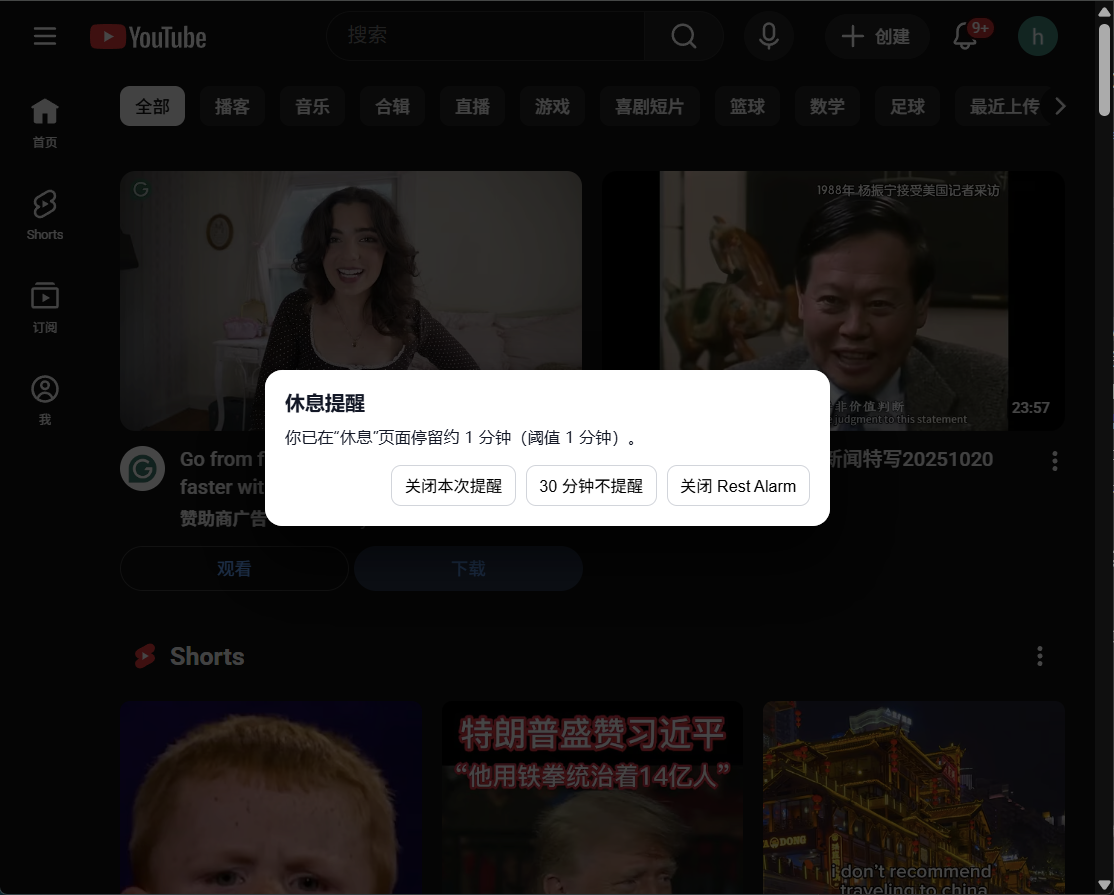 YouTube
搜索
创建
9+
h
全部
播客
音乐
合辑
直播
游戏
喜剧短片
篮球
数学
足球
最近上传
首页
Shorts
订阅
我
G
1988年 杨振宁接受美国记者采访
非价值判断
judgment to this statement
23:57
休息提醒
你已在“休息”页面停留约 1 分钟（阈值 1 分钟）。
关闭本次提醒
30 分钟不提醒
关闭 Rest Alarm
Go from
faster wit
赞助商广告
新闻特写20251020
观看
下载
Shorts
特朗普盛赞习近平
“他用铁拳统治着14亿人”
i don't recommend
traveling to china